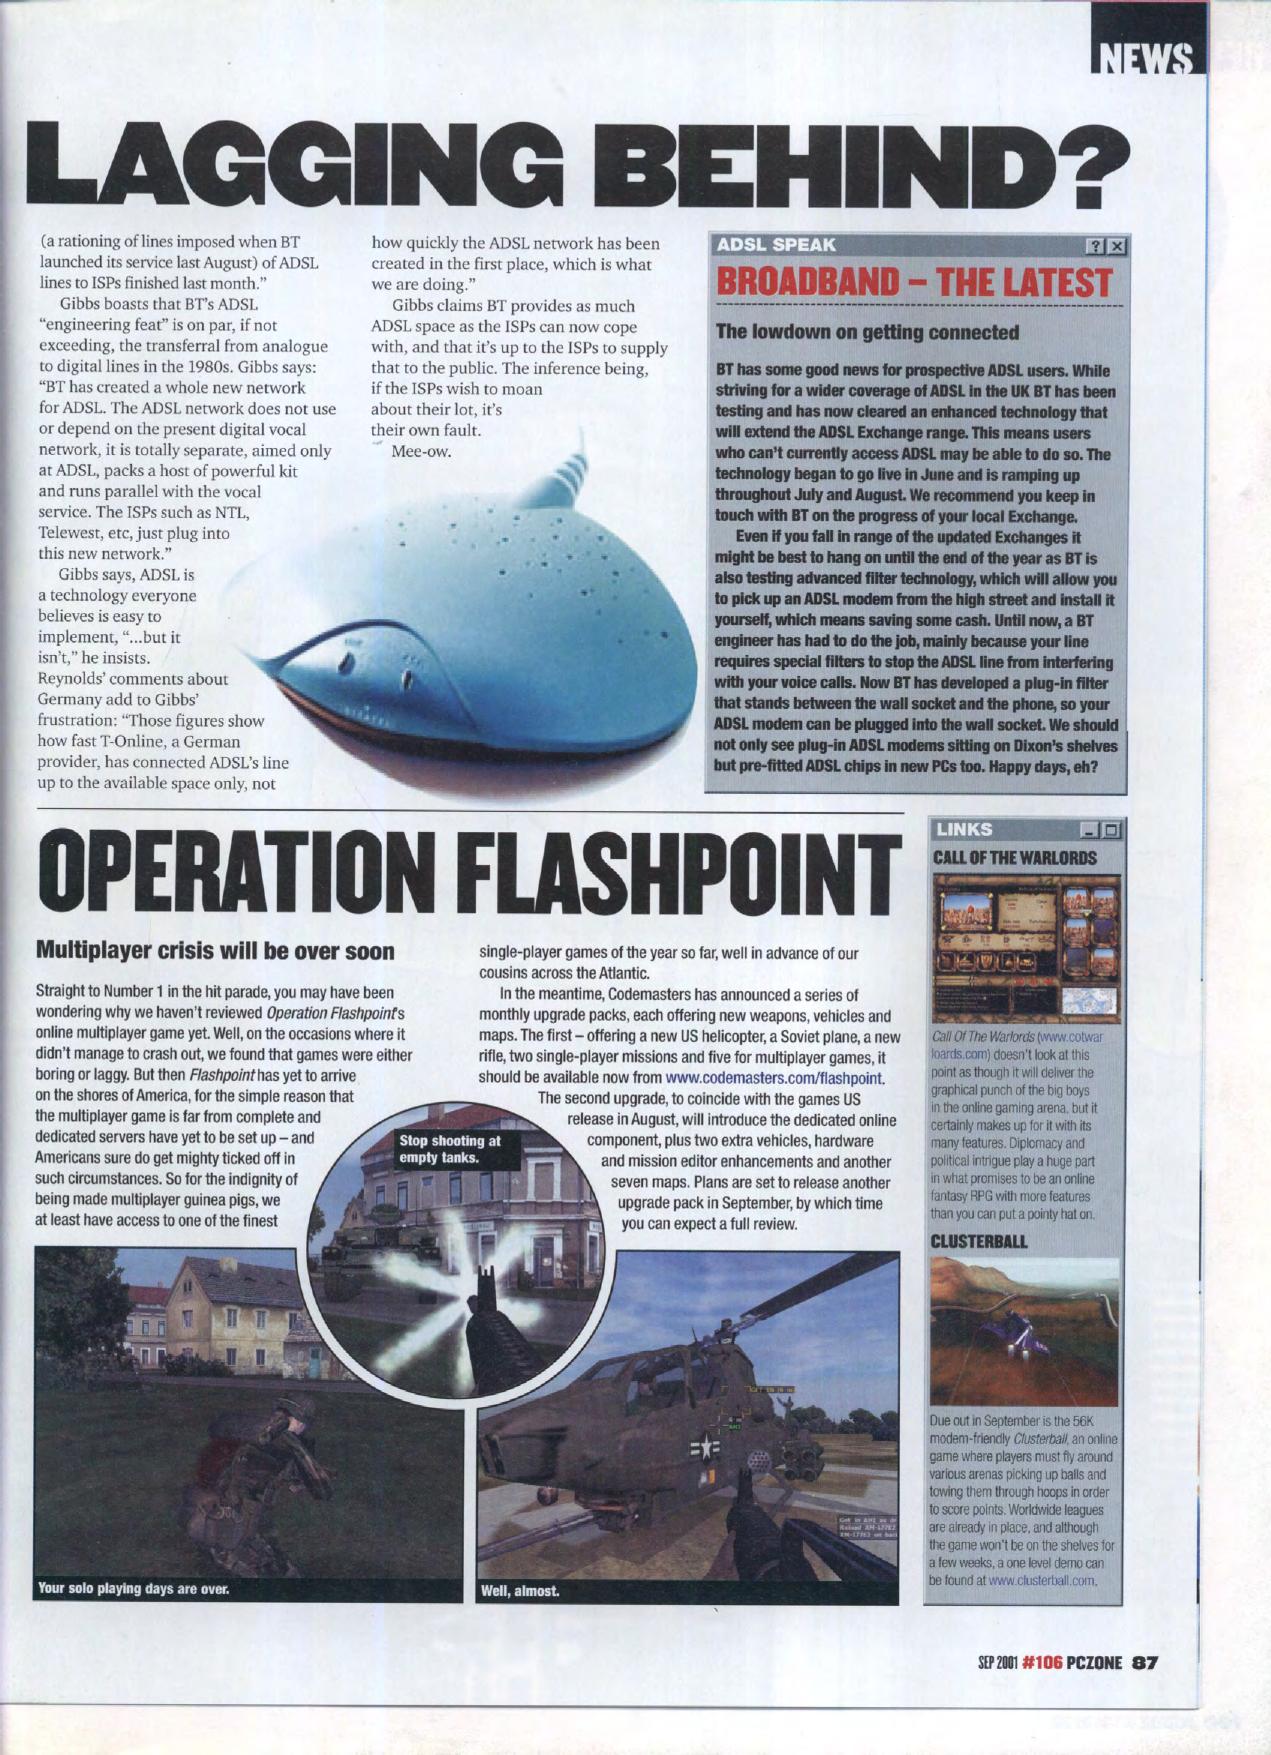 NEWS
LAGGING BEHIND?
(a rationing of lines imposed when BT
launched its service last August) of ADSL
lines to ISPs finished last month.”
Gibbs boasts that BT’s ADSL
“engineering feat” is on par, if not
exceeding, the transferral from analogue
to digital lines in the 1980s. Gibbs says:
“BT has created a whole new network
for ADSL. The ADSL network does not use
or depend on the present digital vocal
network, it is totally separate, aimed only
at ADSL, packs a host of powerful kit
and runs parallel with the vocal
service. The ISPs such as NTL,
Telewest, etc, just plug into
this new network.”
Gibbs says, ADSL is
a technology everyone
believes is easy to
implement, “...but it
isn’t,” he insists.
Reynolds’ comments about
Germany add to Gibbs’
frustration: “Those figures show
how fast T-Online, a German
provider, has connected ADSL’s line
up to the available space only, not
how quickly the ADSL network has been
created in the first place, which is what
we are doing.”
Gibbs claims BT provides as much
ADSL space as the ISPs can now cope
with, and that it’s up to the ISPs to supply
that to the public. The inference being,
if the ISPs wish to moan
about their lot, it’s
their own fault.
Mee-ow.
ADSL SPEAK
BROADBAND – THE LATEST
The lowdown on getting connected
BT has some good news for prospective ADSL users. While
striving for a wider coverage of ADSL in the UK BT has been
testing and has now cleared an enhanced technology that
will extend the ADSL Exchange range. This means users
who can’t currently access ADSL may be able to do so. The
technology began to go live in June and is ramping up
throughout July and August. We recommend you keep in
touch with BT on the progress of your local Exchange.
Even if you fall in range of the updated Exchanges it
might be best to hang on until the end of the year as BT is
also testing advanced filter technology, which will allow you
to pick up an ADSL modem from the high street and install it
yourself, which means saving some cash. Until now, a BT
engineer has had to do the job, mainly because your line
requires special filters to stop the ADSL line from interfering
with your voice calls. Now BT has developed a plug-in filter
that stands between the wall socket and the phone, so your
ADSL modem can be plugged into the wall socket. We should
not only see plug-in ADSL modems sitting on Dixon’s shelves
but pre-fitted ADSL chips in new PCs too. Happy days, eh?
OPERATION FLASHPOINT
Multiplayer crisis will be over soon
Straight to Number 1 in the hit parade, you may have been
wondering why we haven’t reviewed Operation Flashpoint’s
online multiplayer game yet. Well, on the occasions where it
didn’t manage to crash out, we found that games were either
boring or laggy. But then Flashpoint has yet to arrive
on the shores of America, for the simple reason that
the multiplayer game is far from complete and
dedicated servers have yet to be set up – and
Americans sure do get mighty ticked off in
such circumstances. So for the indignity of
being made multiplayer guinea pigs, we
at least have access to one of the finest
single-player games of the year so far, well in advance of our
cousins across the Atlantic.
In the meantime, Codemasters has announced a series of
monthly upgrade packs, each offering new weapons, vehicles and
maps. The first – offering a new US helicopter, a Soviet plane, a new
rifle, two single-player missions and five for multiplayer games, it
should be available now from www.codemasters.com/flashpoint.
The second upgrade, to coincide with the games US
release in August, will introduce the dedicated online
component, plus two extra vehicles, hardware
and mission editor enhancements and another
seven maps. Plans are set to release another
upgrade pack in September, by which time
you can expect a full review.
Stop shooting at
empty tanks.
Your solo playing days are over.
Well, almost.
LINKS
CALL OF THE WARLORDS
Call Of The Warlords (www.cotwar
loards.com) doesn’t look at this
point as though it will deliver the
graphical punch of the big boys
in the online gaming arena, but it
certainly makes up for it with its
many features. Diplomacy and
political intrigue play a huge part
in what promises to be an online
fantasy RPG with more features
than you can put a pointy hat on.
CLUSTERBALL
Due out in September is the 56K
modem-friendly Clusterball, an online
game where players must fly around
various arenas picking up balls and
towing them through hoops in order
to score points. Worldwide leagues
are already in place, and although
the game won’t be on the shelves for
a few weeks, a one level demo can
be found at www.clusterball.com.
SEP 2001 #106 PCZONE 87